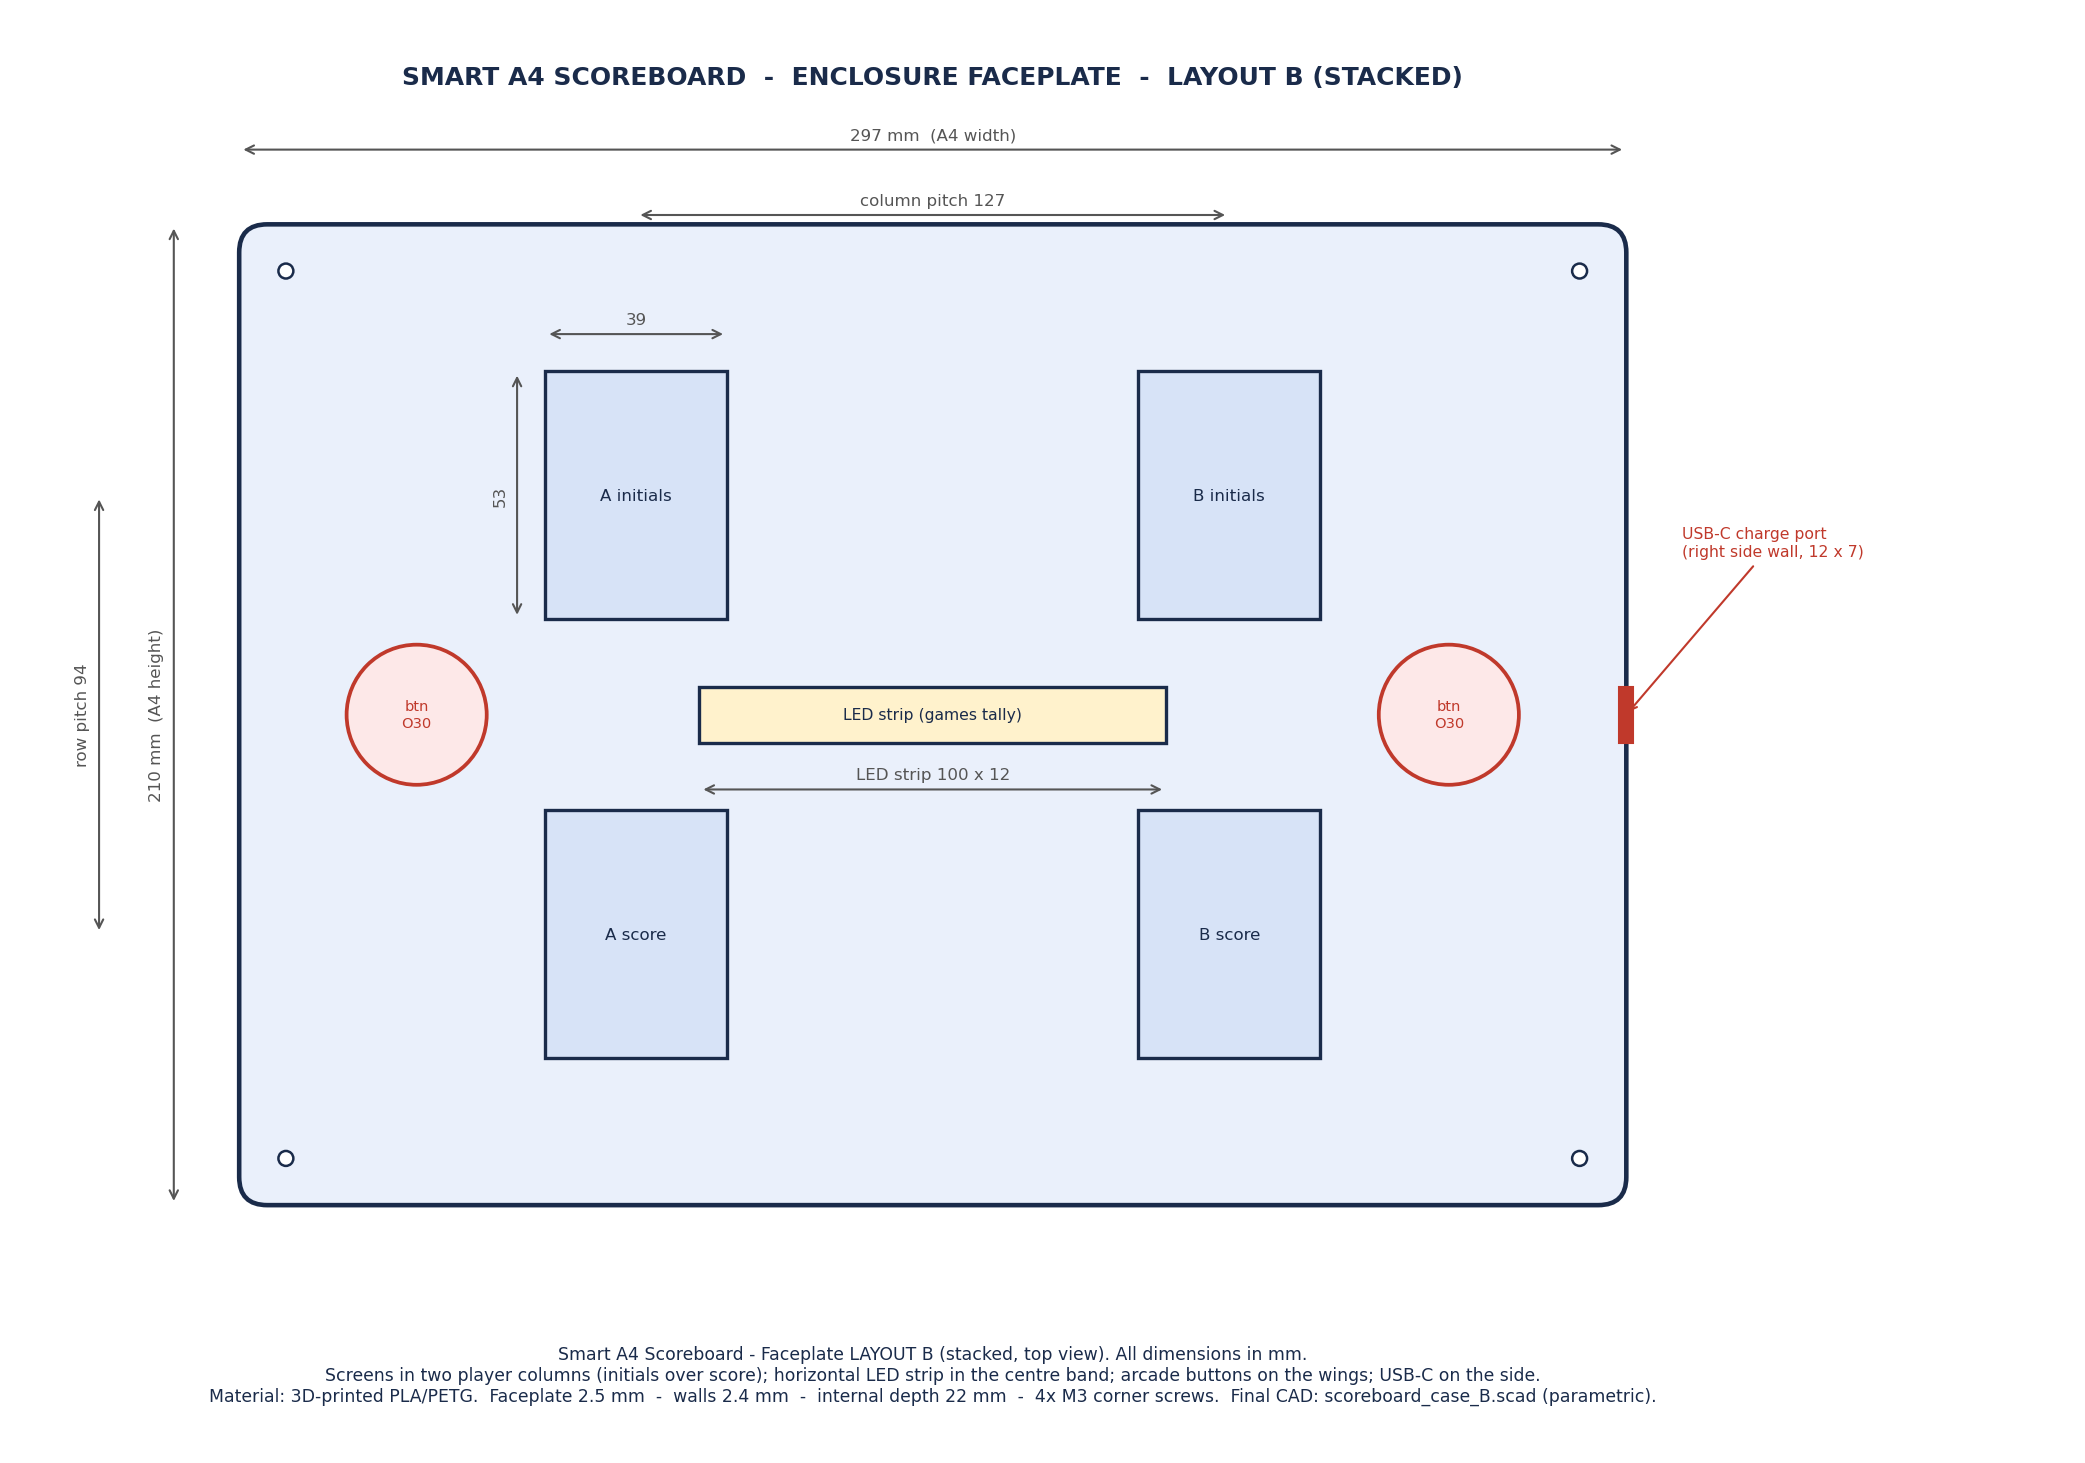 SMART A4 SCOREBOARD - ENCLOSURE FACEPLATE - LAYOUT B (STACKED)
297 mm (A4 width)
column pitch 127
39
53
A initials
B initials
USB-C charge port
(right side wall, 12 x 7)
row pitch 94
210 mm (A4 height)
btn
O30
LED strip (games tally)
btn
O30
LED strip 100 x 12
A score
B score
Smart A4 Scoreboard - Faceplate LAYOUT B (stacked, top view). All dimensions in mm.
Screens in two player columns (initials over score); horizontal LED strip in the centre band; arcade buttons on the wings; USB-C on the side.
Material: 3D-printed PLA/PETG. Faceplate 2.5 mm - walls 2.4 mm - internal depth 22 mm - 4x M3 corner screws. Final CAD: scoreboard_case_B.scad (parametric).